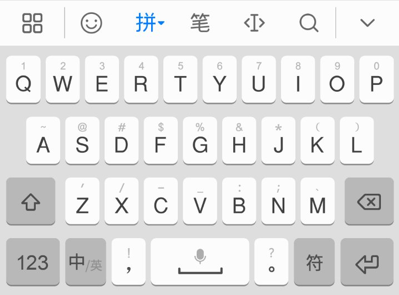 拼 笔
1 2 3 4 5 6 7 8 9 0
Q W E R T Y U I O P
~ @ # $ % & * ( )
A S D F G H J K L
' / - _ : ; 、
Z X C V B N M
! ?
123 中/英 , 。 符